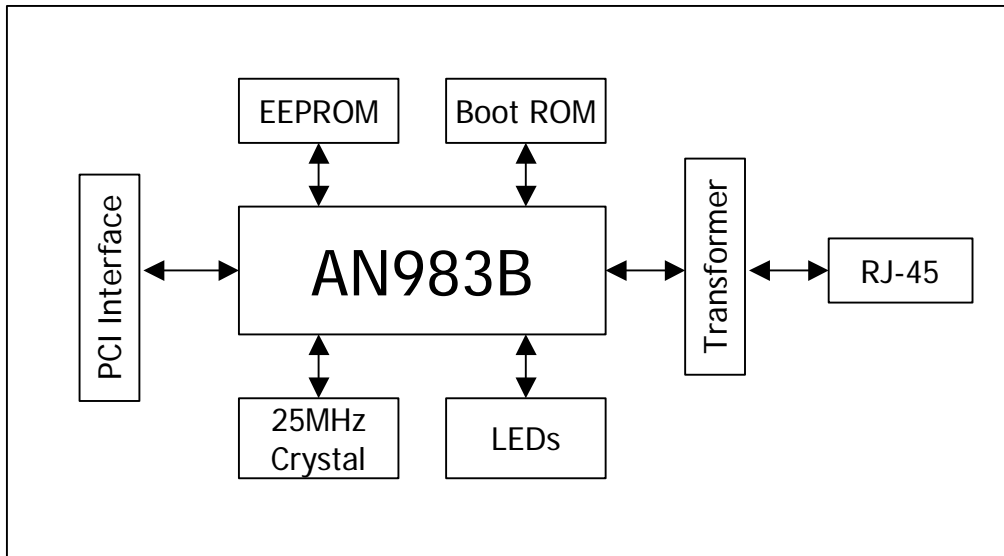 EEPROM
Boot ROM
PCI Interface
AN983B
Transformer
RJ-45
25MHz
Crystal
LEDs